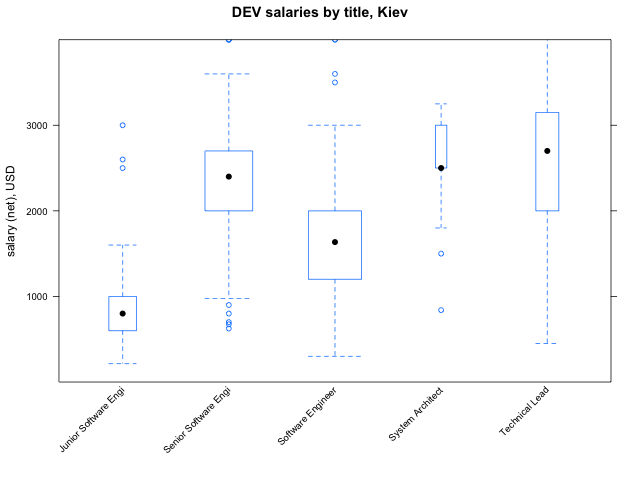 DEV salaries by title, Kiev
salary (net), USD
3000
2000
1000
Junior Software Engi
Senior Software Engi
Software Engineer
System Architect
Technical Lead